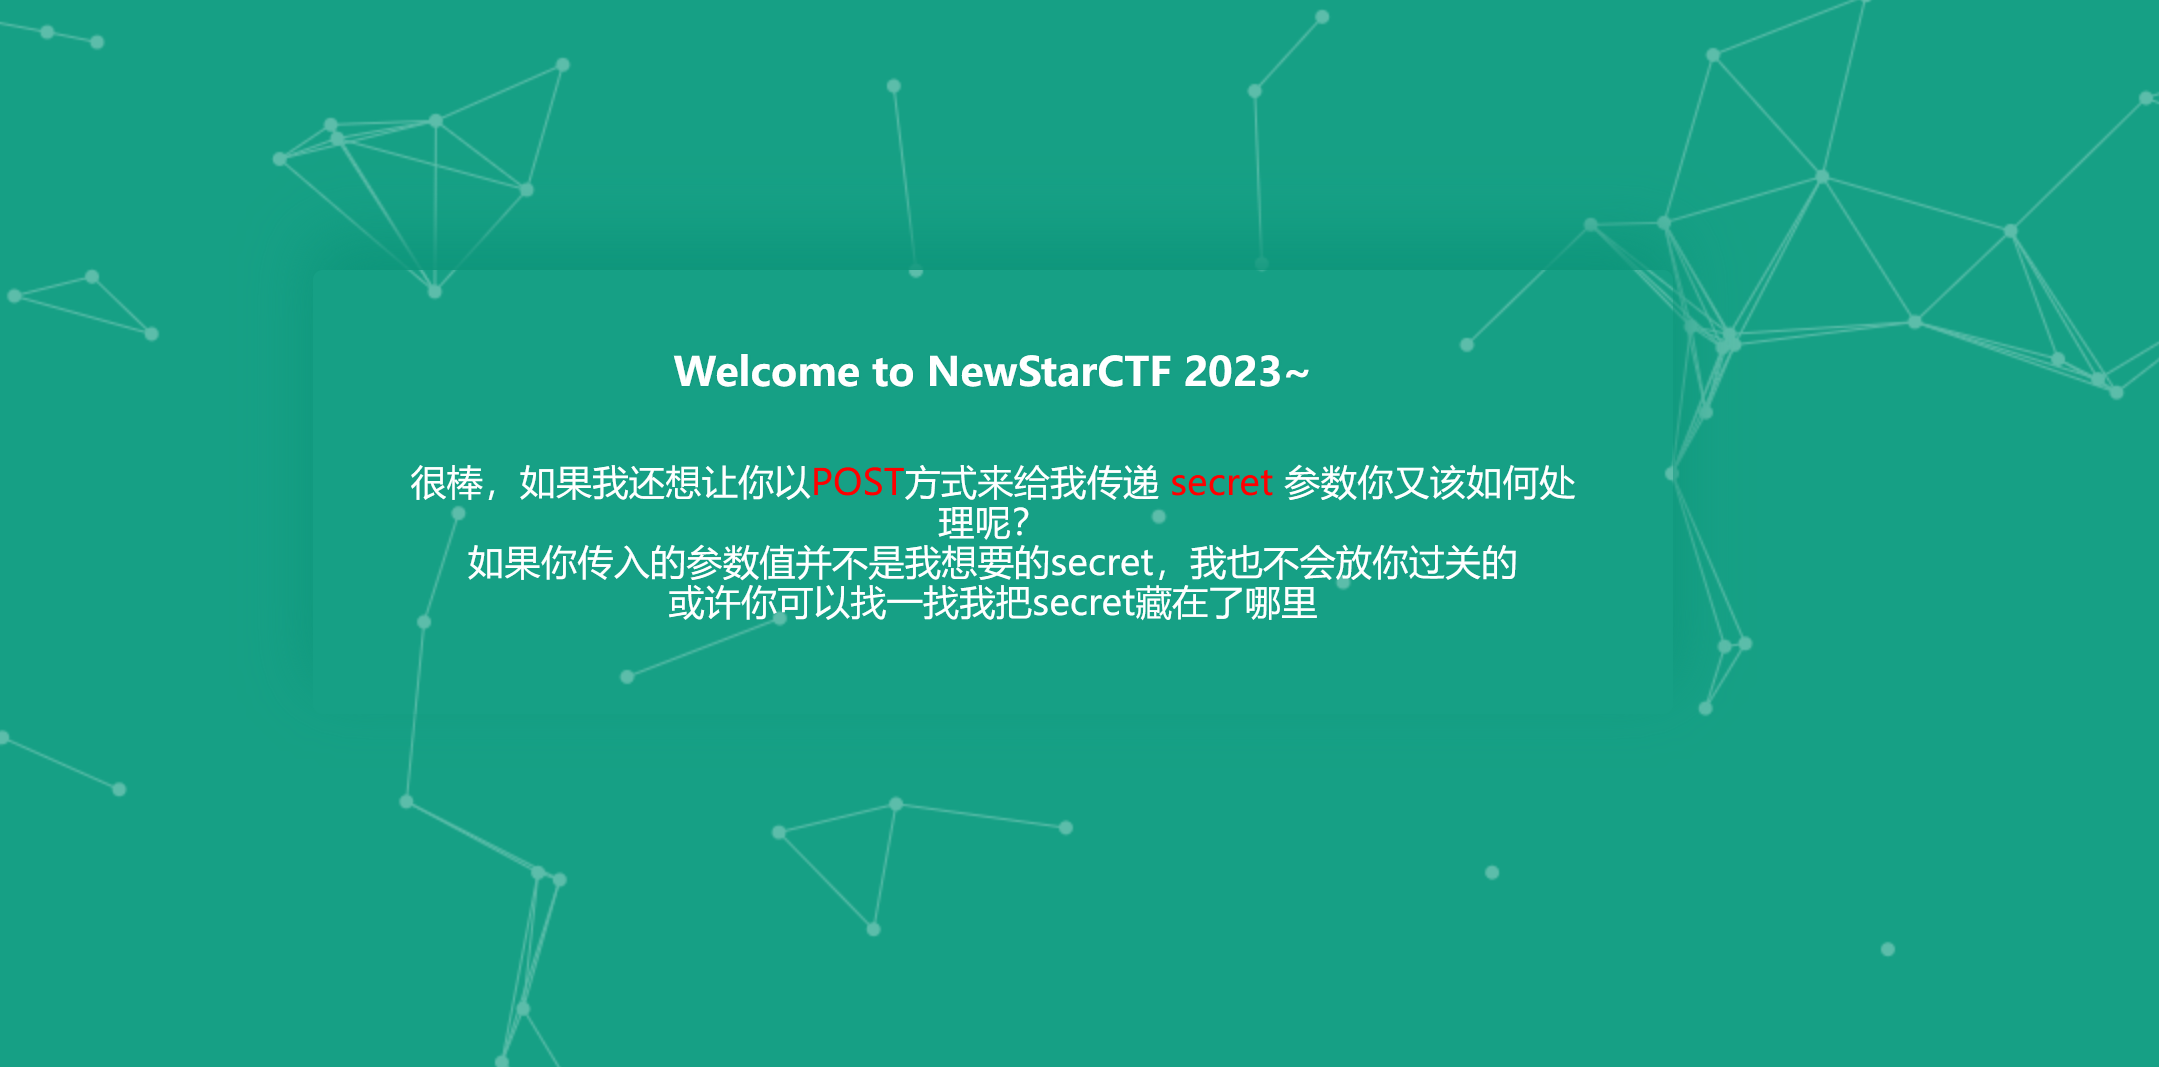 Welcome to NewStarCTF 2023~
很棒，如果我还想让你以POST方式来给我传递 secret 参数你又该如何处
理呢？
如果你传入的参数值并不是我想要的secret，我也不会放你过关的
或许你可以找一找我把secret藏在了哪里